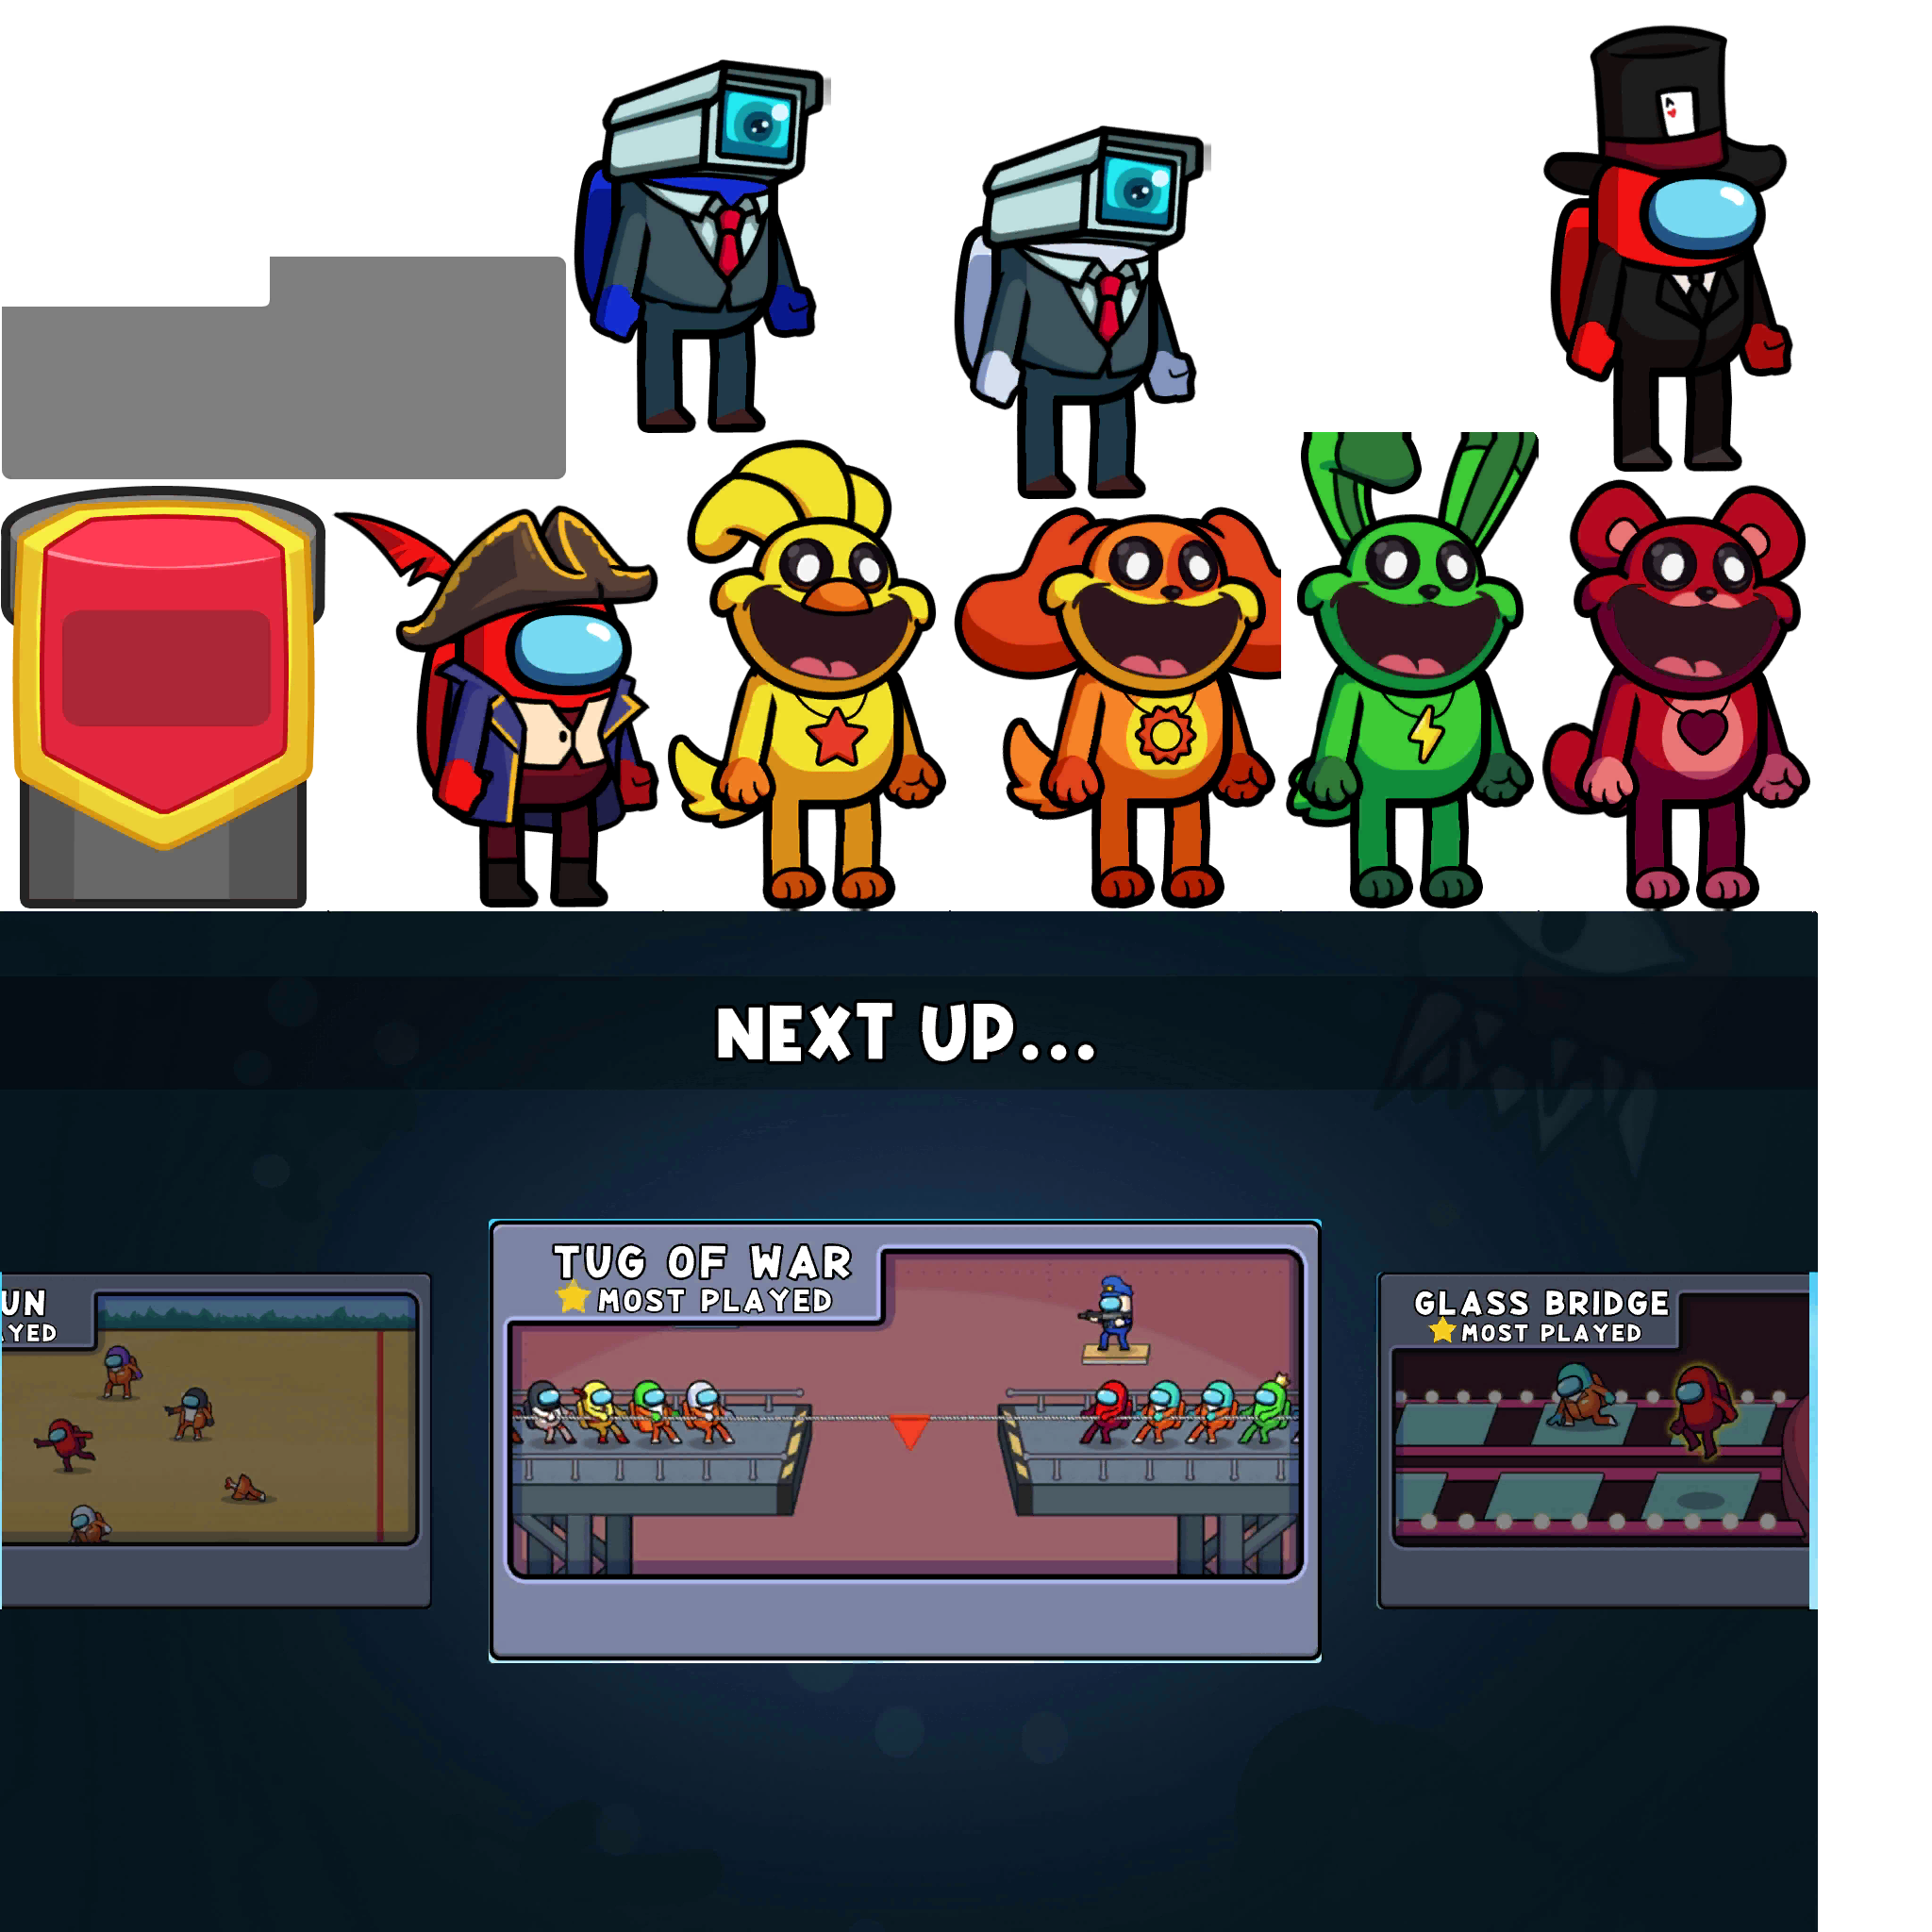 A
NEXT UP...
UN
YED
TUG OF WAR
MOST PLAYED
GLASS BRIDGE
MOST PLAYED